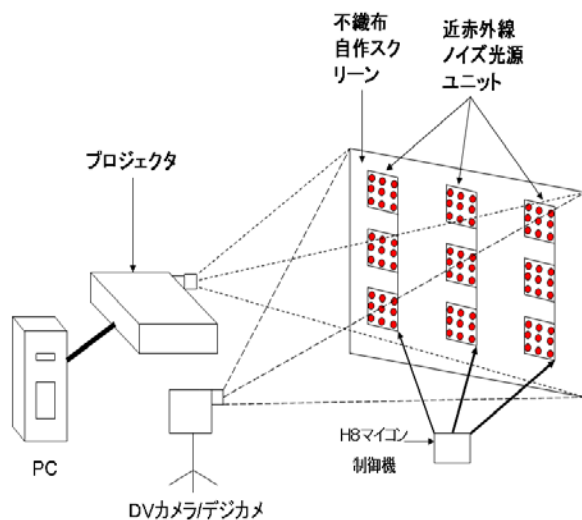 不織布
自作スク
リーン
近赤外線
ノイズ光源
ユニット
プロジェクタ
PC
DVカメラ/デジカメ
H8マイコン
制御機